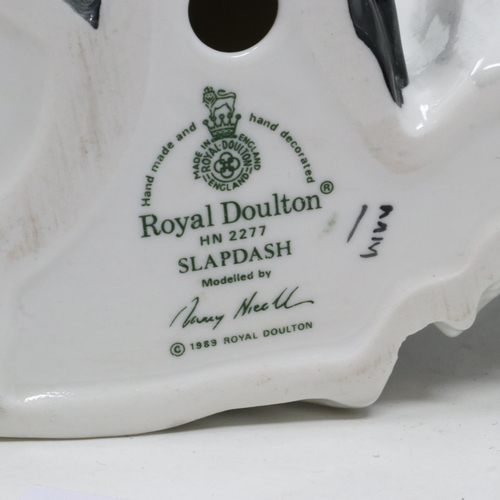 Hand made and hand decorated
MADE IN ENGLAND
ROYAL DOULTON
ENGLAND
Royal Doulton®
HN 2277
SLAPDASH
Modelled by
© 1989 ROYAL DOULTON